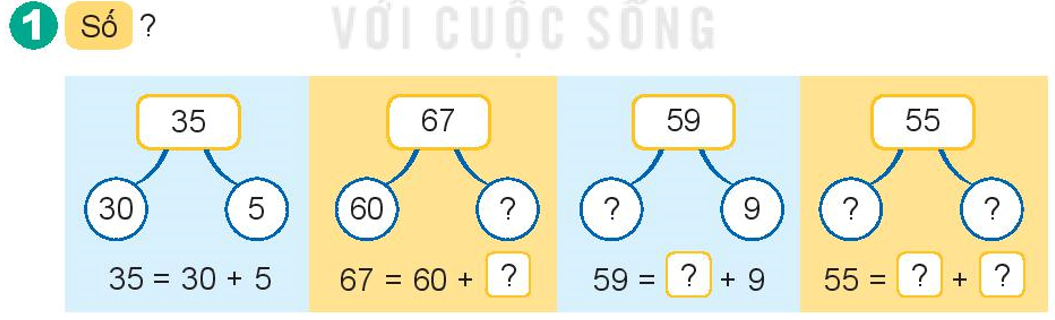 VỚI CUỘC SỐNG
1 Số ?
35 67 59 55
30 5 60 ? ? 9 ? ?
35 = 30 + 5 67 = 60 + ? 59 = ? + 9 55 = ? + ?